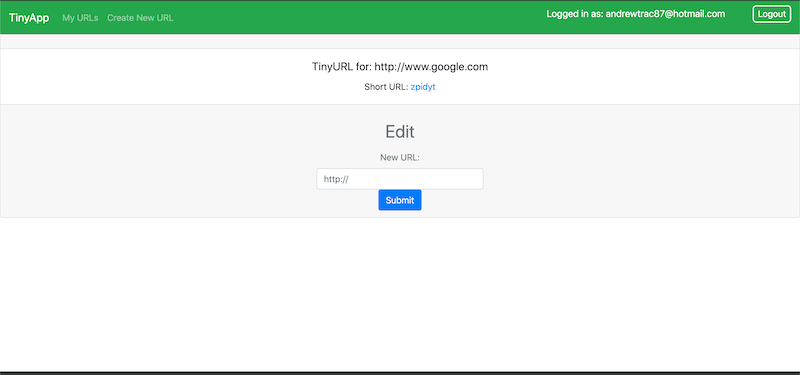 TinyApp My URLs Create New URL Logged in as: andrewtrac87@hotmail.com Logout
TinyURL for: http://www.google.com
Short URL: zpidyt
Edit
New URL:
http://
Submit